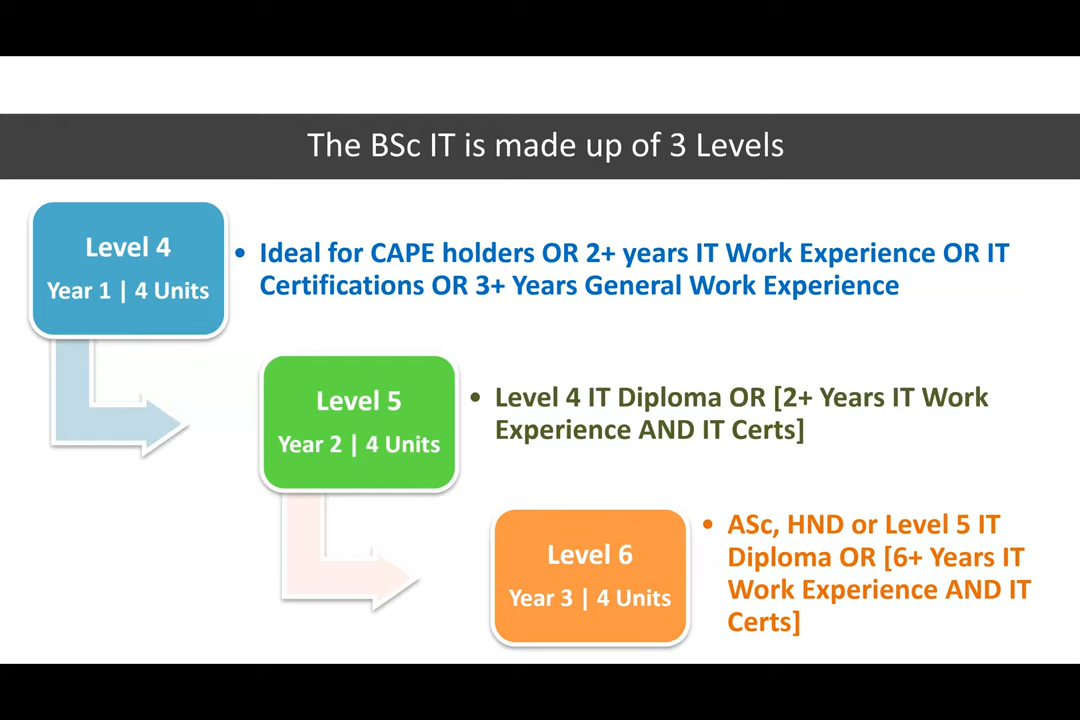 The BSc IT is made up of 3 Levels
Level 4
Year 1 | 4 Units
• Ideal for CAPE holders OR 2+ years IT Work Experience OR IT
Certifications OR 3+ Years General Work Experience
Level 5
Year 2 | 4 Units
• Level 4 IT Diploma OR [2+ Years IT Work
Experience AND IT Certs]
Level 6
Year 3 | 4 Units
• ASc, HND or Level 5 IT
Diploma OR [6+ Years IT
Work Experience AND IT
Certs]